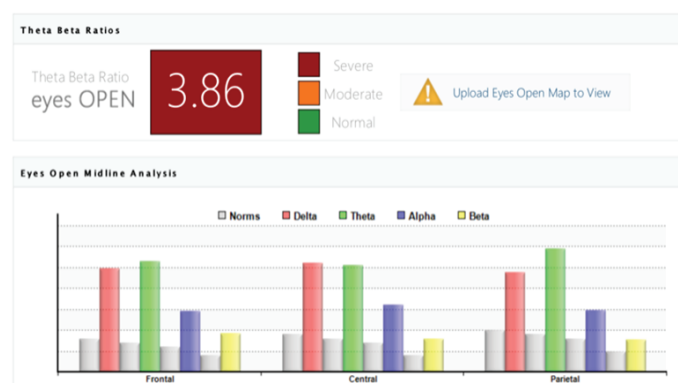 Theta Beta Ratios
Theta Beta Ratio
eyes OPEN
3.86
Severe
Moderate
Normal
Upload Eyes Open Map to View
Eyes Open Midline Analysis
Norms Delta Theta Alpha Beta
Frontal Central Parietal